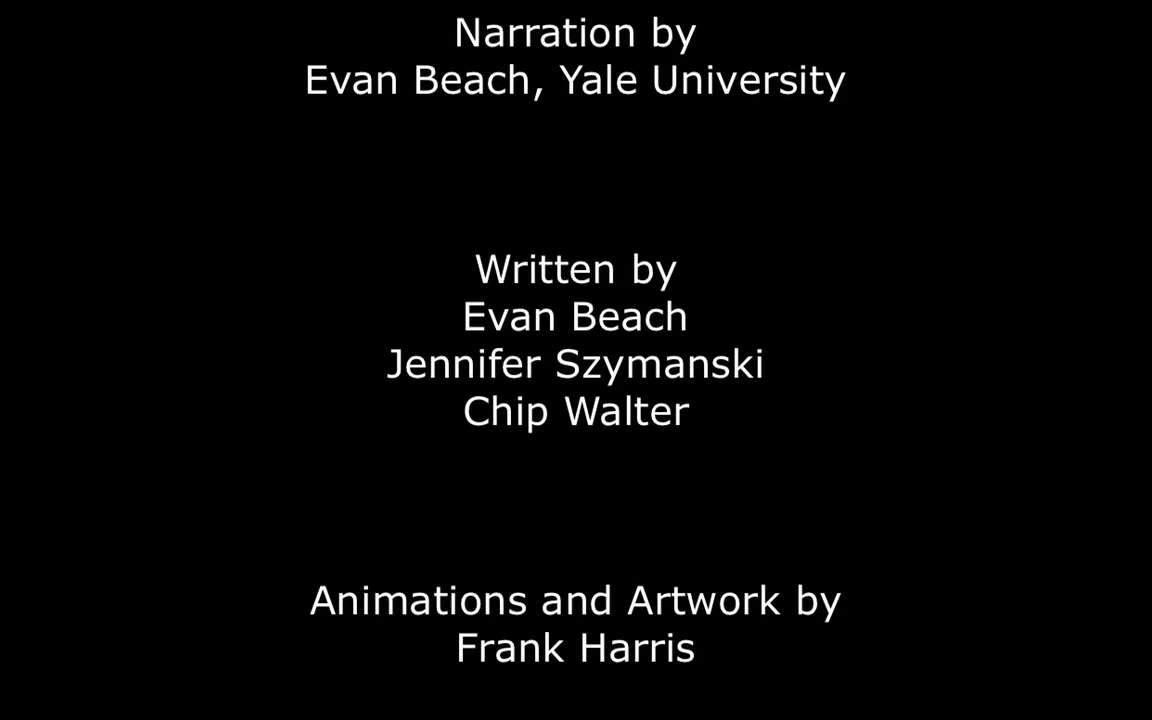 Narration by
Evan Beach, Yale University
Written by
Evan Beach
Jennifer Szymanski
Chip Walter
Animations and Artwork by
Frank Harris